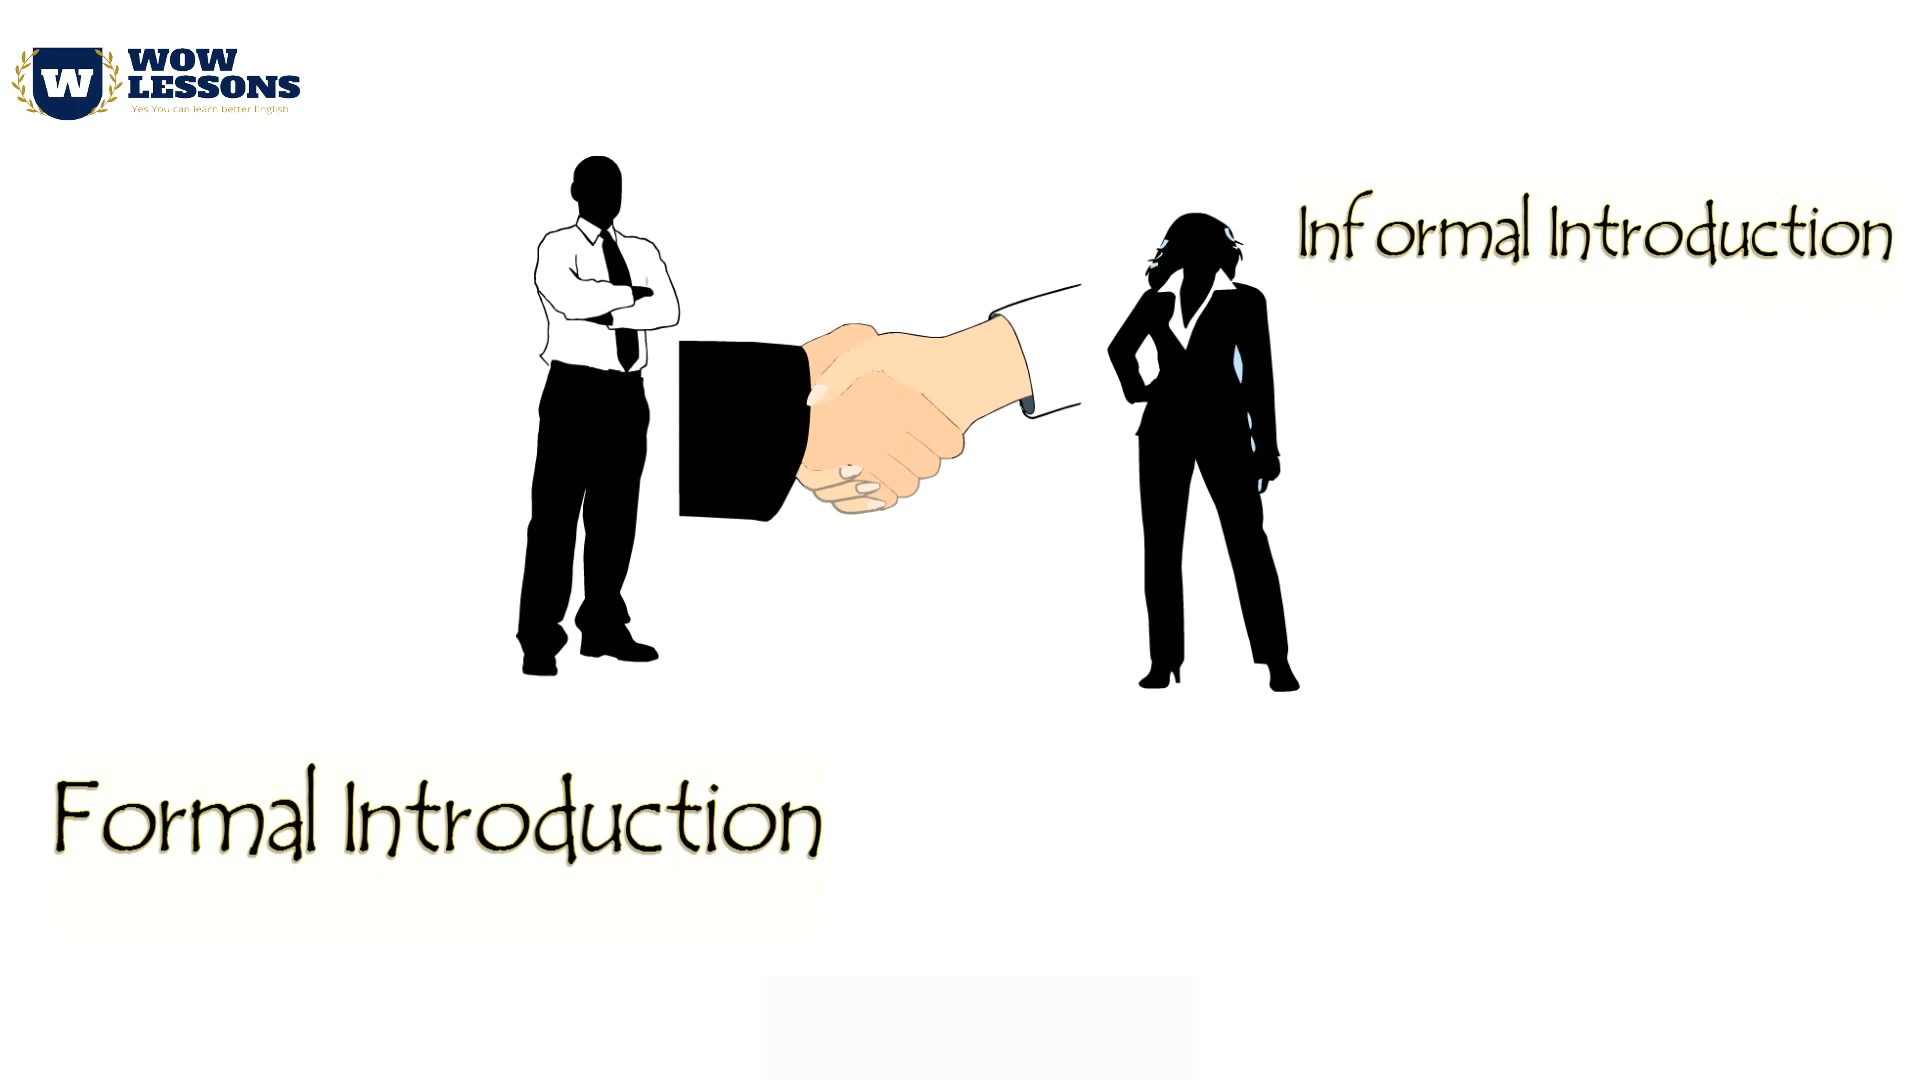 W
WOW
LESSONS
Yes You can learn better English
Informal Introduction
Formal Introduction